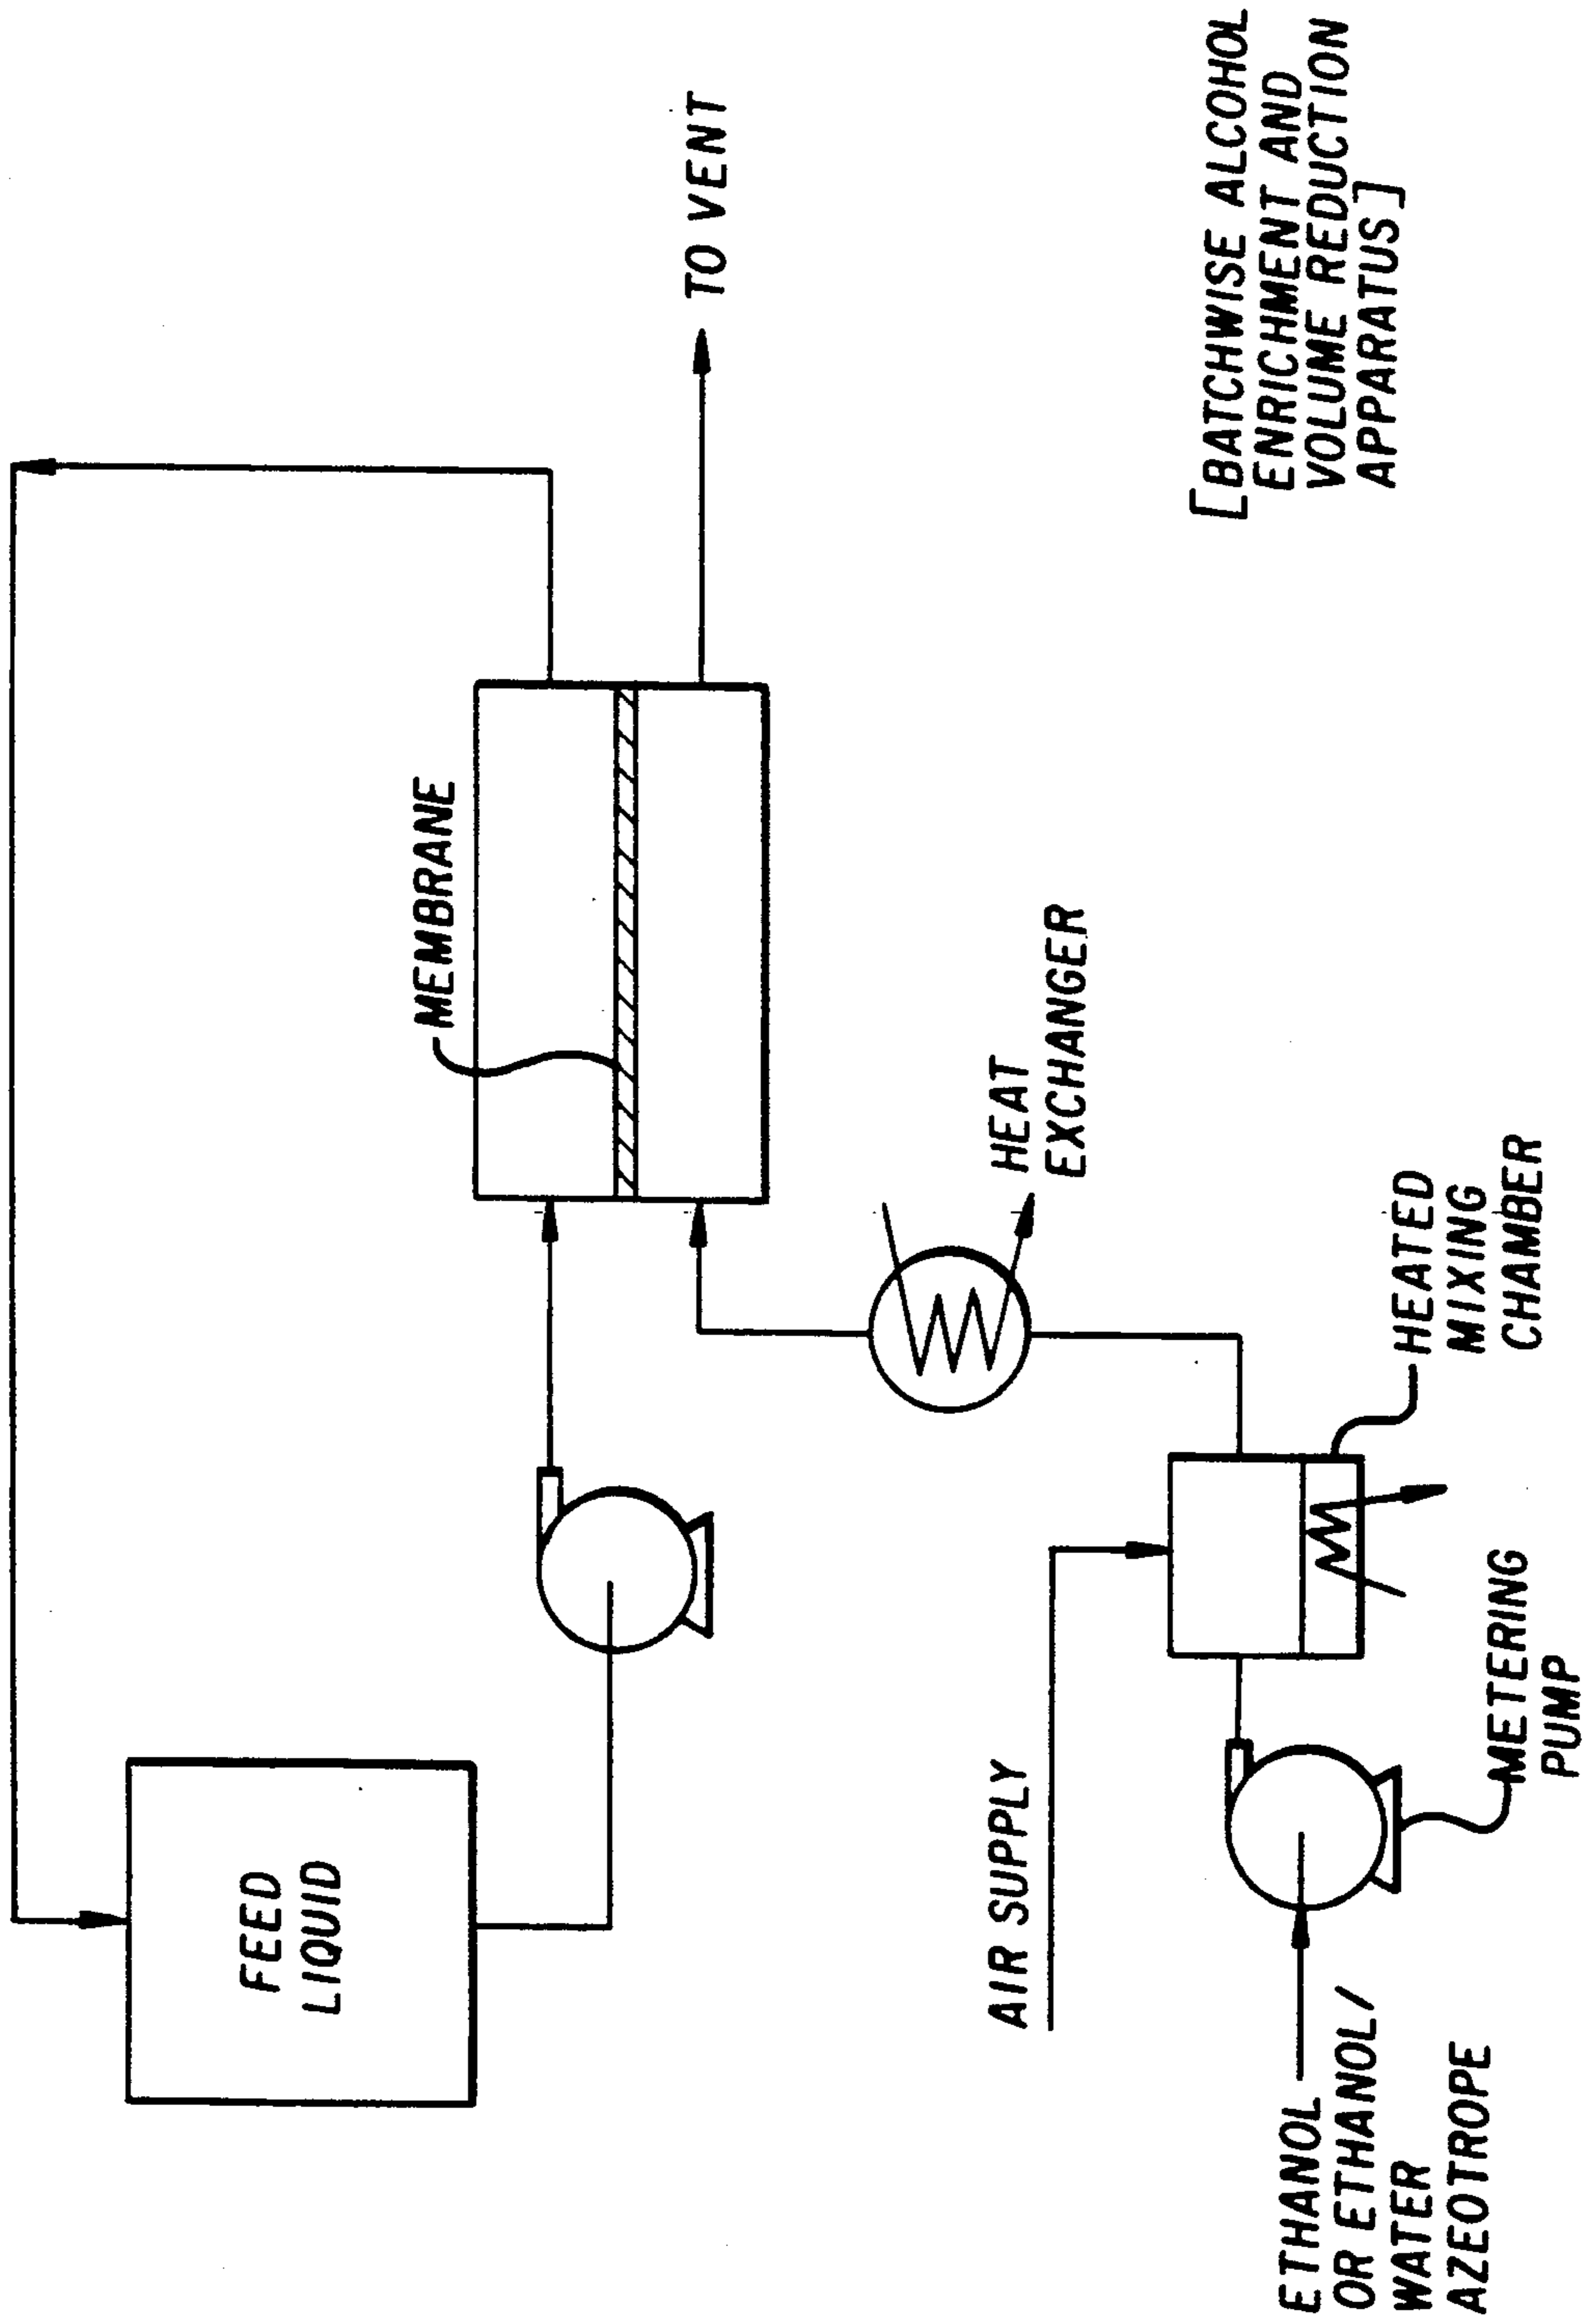 FEED
LIQUID
MEMBRANE
TO VENT
AIR SUPPLY
HEAT
EXCHANGER
ETHANOL
OR ETHANOL/
WATER
AZEOTROPE
METERING
PUMP
HEATED
MIXING
CHAMBER
[BATCHWISE ALCOHOL
ENRICHMENT AND
VOLUME REDUCTION
APPARATUS]